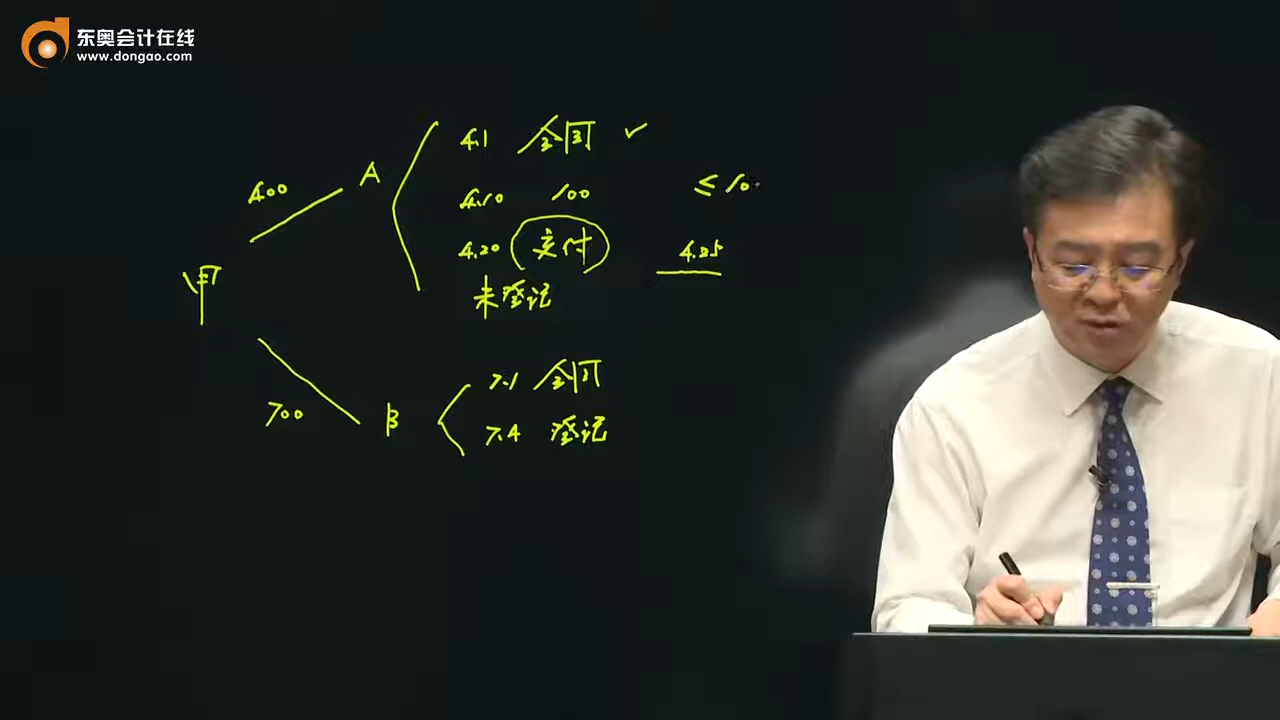 东奥会计在线
www.dongao.com
4.1 合同 ✓
400 A
4.10 100 ≤10
4.20 交付 4.25
甲
未登记
7.1 合同
700 B
7.4 登记